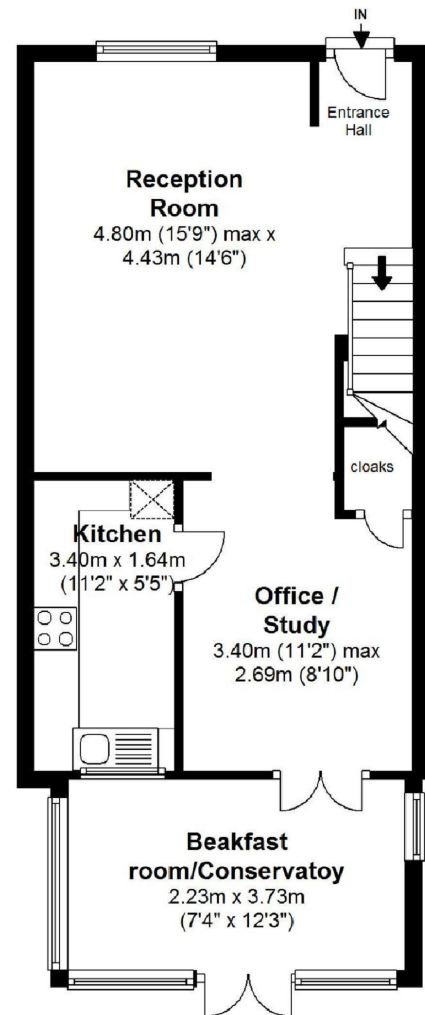 IN
Entrance
Hall
Reception
Room
4.80m (15'9") max x
4.43m (14'6")
cloaks
Kitchen
3.40m x 1.64m
(11'2" x 5'5")
Office /
Study
3.40m (11'2") max
2.69m (8'10")
Beakfast
room/Conservatoy
2.23m x 3.73m
(7'4" x 12'3")